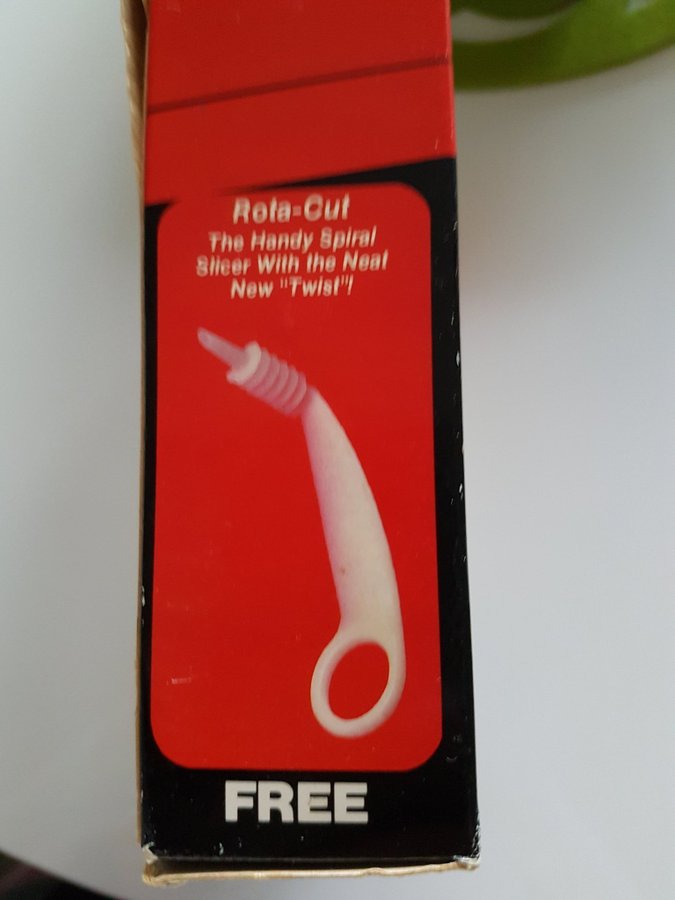 Rota-Cut
The Handy Spiral
Slicer With the Neat
New "Twist"!
FREE